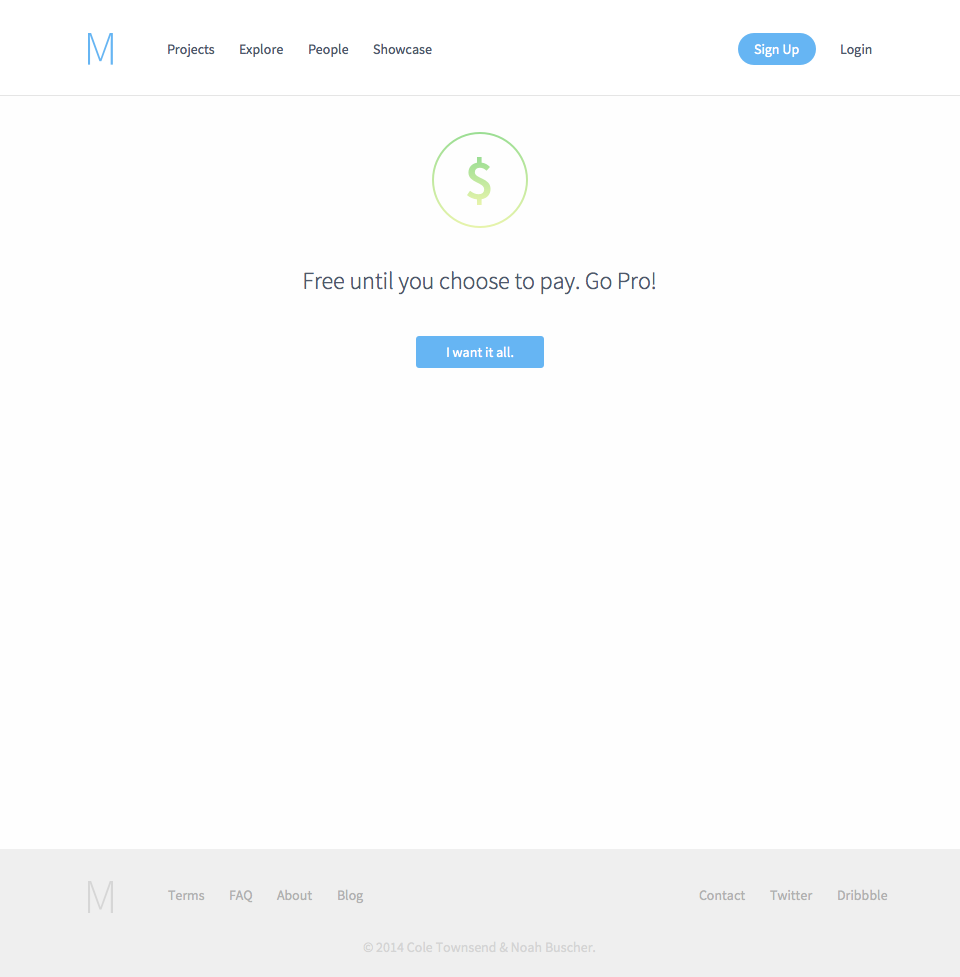 M Projects Explore People Showcase Sign Up Login
$
Free until you choose to pay. Go Pro!
I want it all.
M Terms FAQ About Blog Contact Twitter Dribbble
© 2014 Cole Townsend & Noah Buscher.